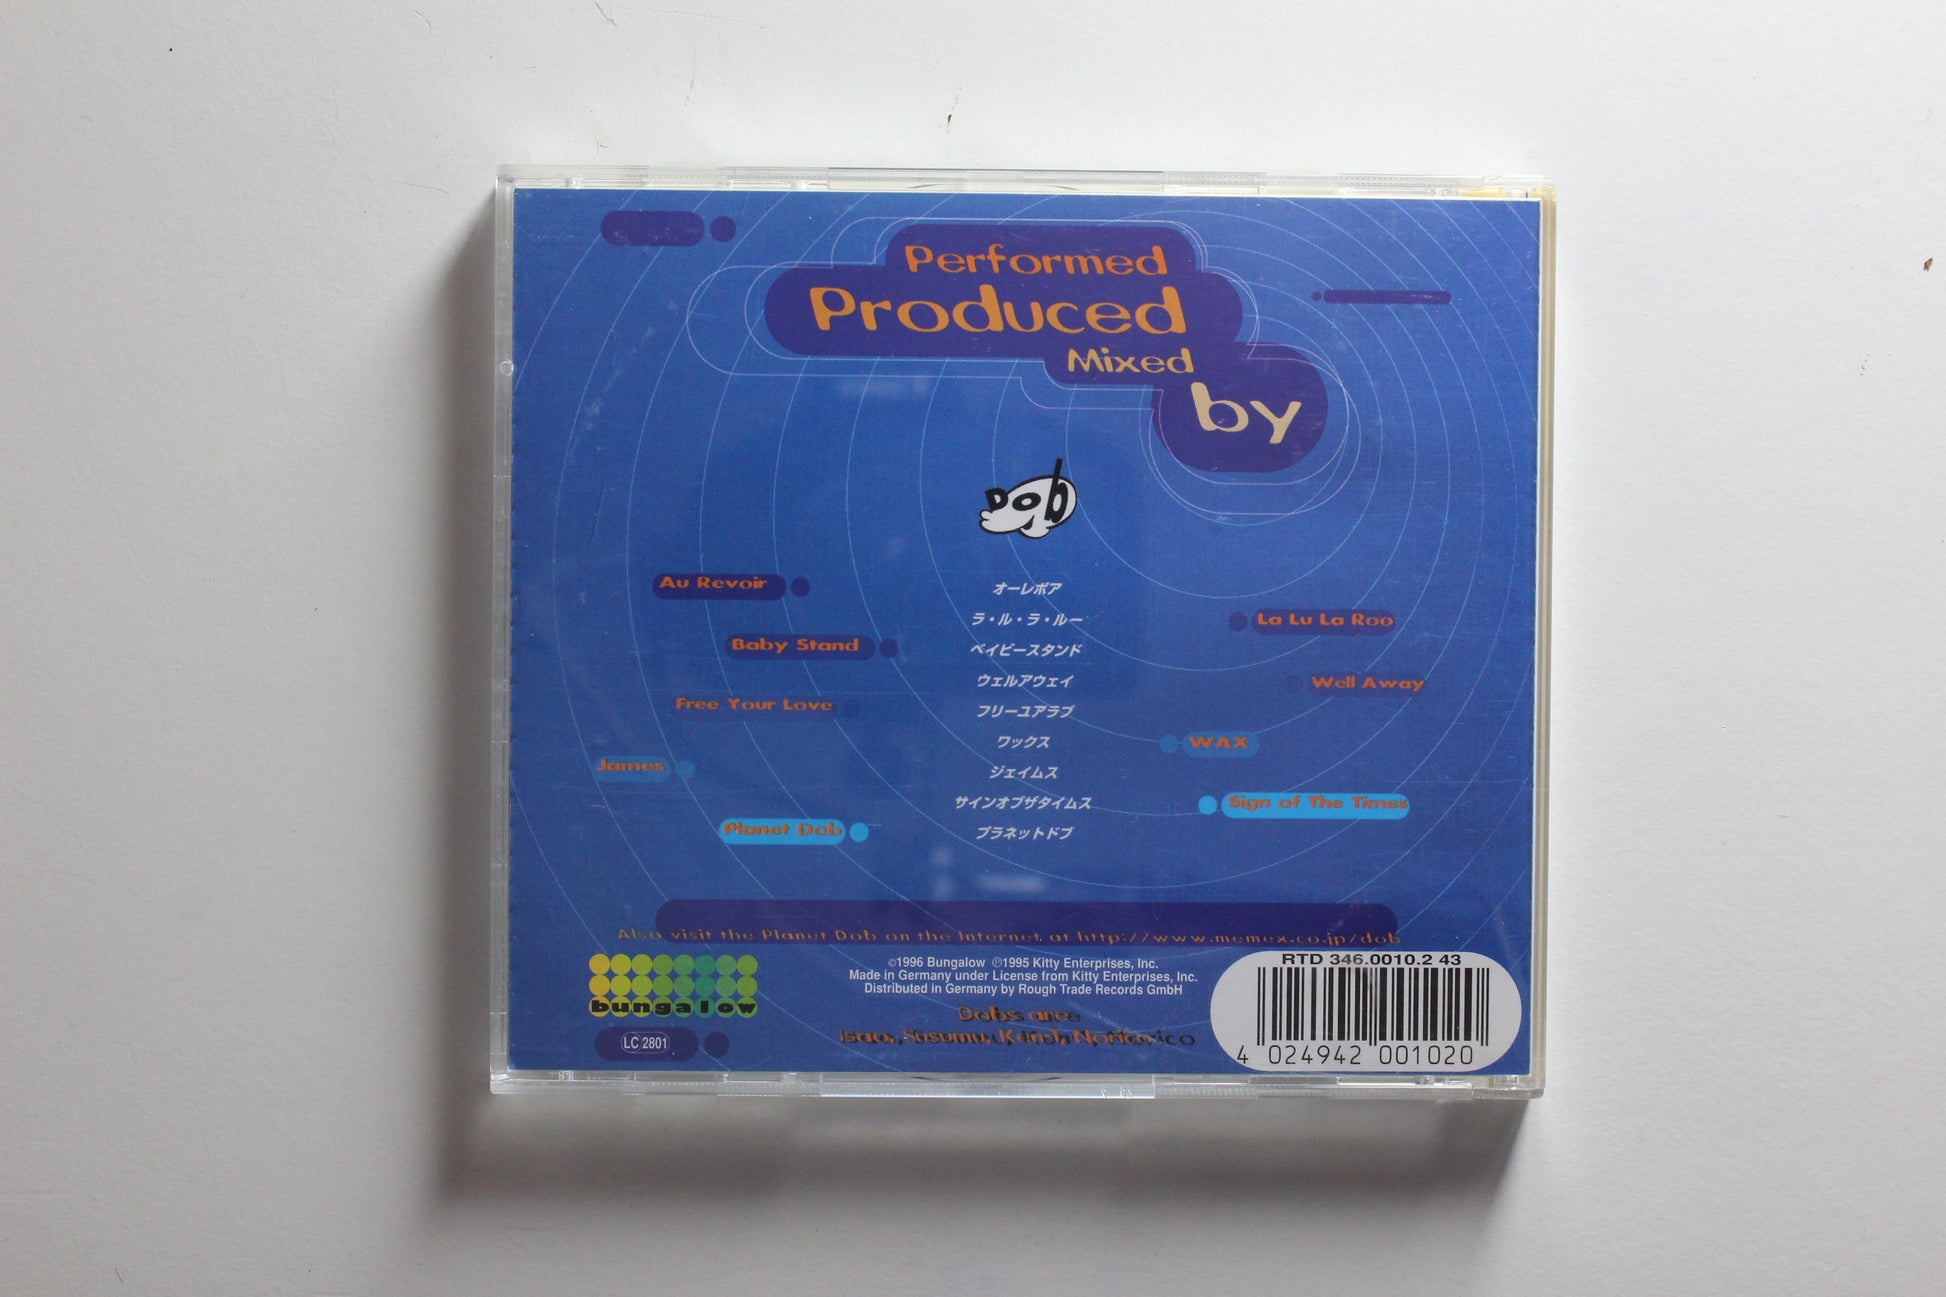 Performed
Produced
Mixed
by
Dob
Au Revoir
オーレボア
La Lu La Roo
ラ・ル・ラ・ルー
Baby Stand
ベイビースタンド
Well Away
ウェルアウェイ
Free Your Love
フリーユアラブ
WAX
ワックス
James
ジェイムス
Sign of The Times
サインオブザタイムス
Planet Dob
プラネットドブ
Also visit the Planet Dob on the Internet at http://www.memex.co.jp/dob
©1996 Bungalow ℗1995 Kitty Enterprises, Inc.
Made in Germany under License from Kitty Enterprises, Inc.
Distributed in Germany by Rough Trade Records GmbH
bungalow
LC 2801
Dobs are
Isao, Susumu, Kenji, Norico
RTD 346.0010.2 43
4 024942 001020